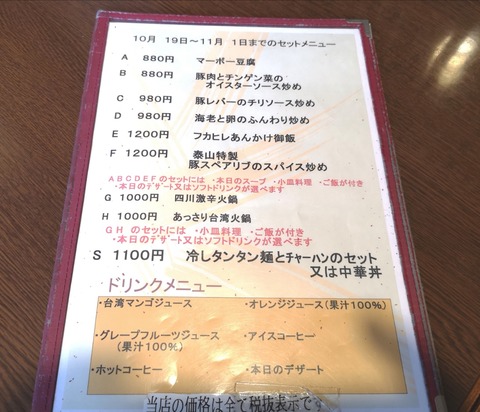 10月 19日～11月 1日までのセットメニュー
A 880円 マーボー豆腐
B 880円 豚肉とチンゲン菜の
オイスターソース炒め
C 980円 豚レバーのチリソース炒め
D 980円 海老と卵のふんわり炒め
E 1200円 フカヒレあんかけ御飯
F 1200円 泰山特製
豚スペアリブのスパイス炒め
ABCDEFのセットには ・本日のスープ ・小皿料理 ・ご飯が付き
・本日のデザート又はソフトドリンクが選べます
G 1000円 四川激辛火鍋
H 1000円 あっさり台湾火鍋
GH のセットには ・小皿料理 ・ご飯が付き
・本日のデザート又はソフトドリンクが選べます
S 1100円 冷しタンタン麺とチャーハンのセット
又は中華丼
ドリンクメニュー
・台湾マンゴジュース ・オレンジジュース(果汁100%)
・グレープフルーツジュース ・アイスコーヒー
(果汁100%)
・ホットコーヒー ・本日のデザート
当店の価格は全て税抜表示です